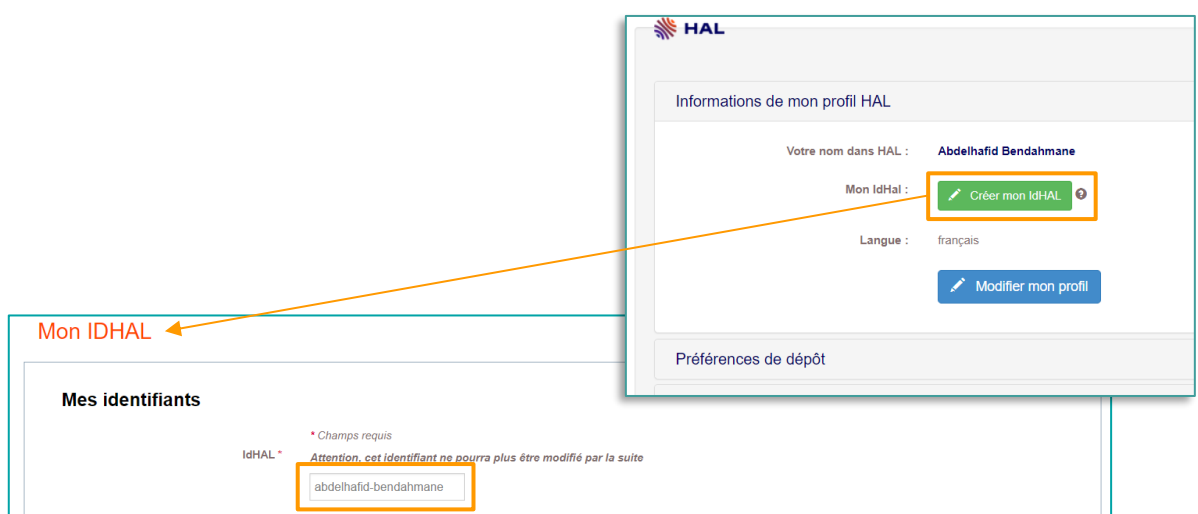 HAL
Informations de mon profil HAL
Votre nom dans HAL : Abdelhafid Bendahmane
Mon IdHal : Créer mon IdHAL ?
Langue : français
Modifier mon profil
Préférences de dépôt
Mon IDHAL
Mes identifiants
* Champs requis
IdHAL * Attention, cet identifiant ne pourra plus être modifié par la suite
abdelhafid-bendahmane